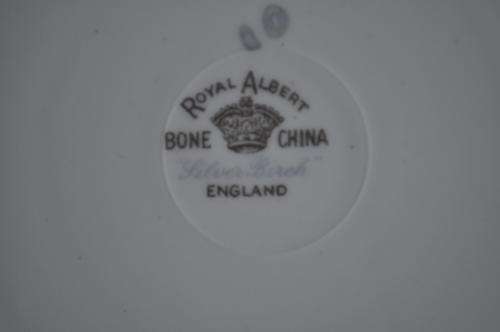 ROYAL ALBERT
BONE CHINA
"Silver Birch"
ENGLAND